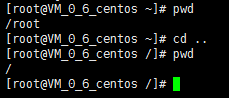 [root@VM_0_6_centos ~]# pwd
/root
[root@VM_0_6_centos ~]# cd ..
[root@VM_0_6_centos /]# pwd
/
[root@VM_0_6_centos /]#